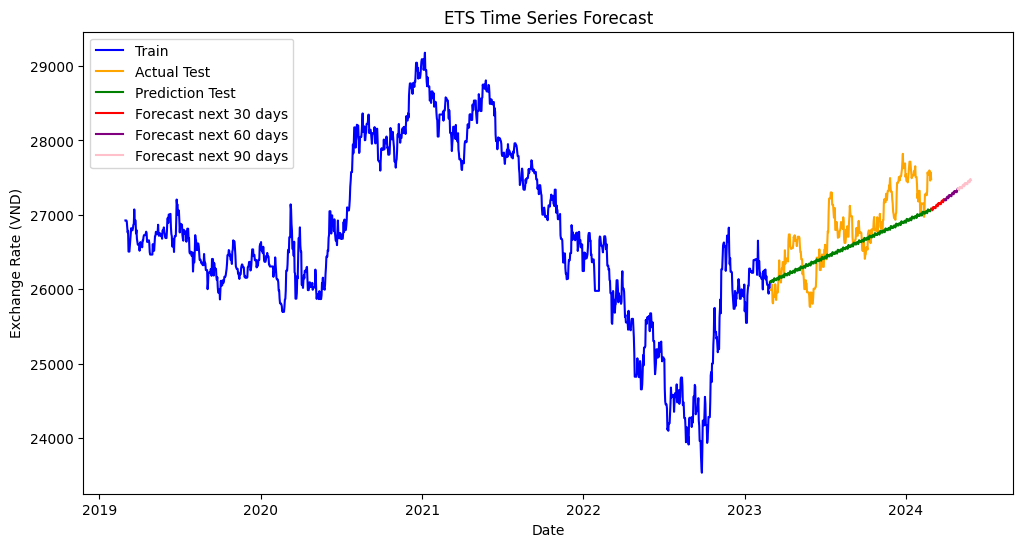 ETS Time Series Forecast
Train
Actual Test
Prediction Test
Forecast next 30 days
Forecast next 60 days
Forecast next 90 days
Exchange Rate (VND)
29000
28000
27000
26000
25000
24000
2019 2020 2021 2022 2023 2024
Date